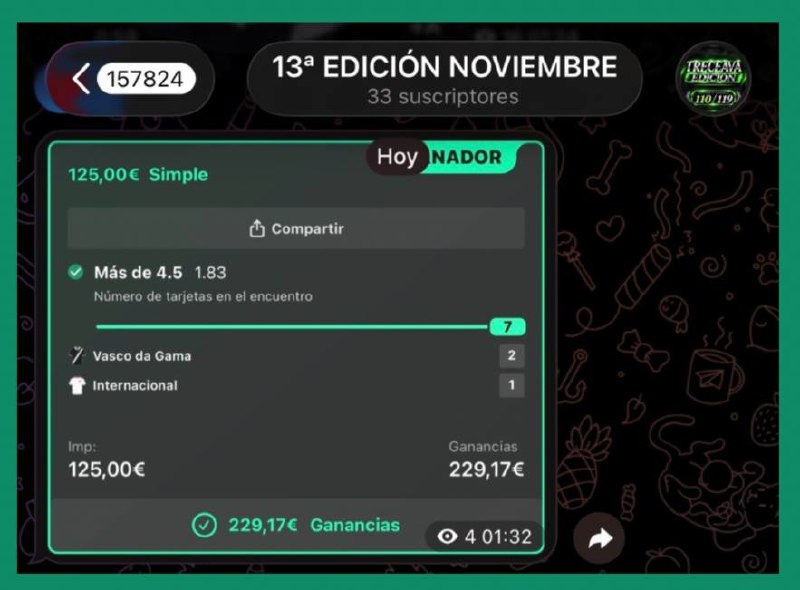 157824
13ª EDICIÓN NOVIEMBRE
33 suscriptores
TRECEAVA
EDICION
110/119
Hoy
NADOR
125,00€ Simple
Compartir
Más de 4.5 1.83
Número de tarjetas en el encuentro
7
Vasco da Gama 2
Internacional 1
Imp: Ganancias
125,00€ 229,17€
229,17€ Ganancias
4 01:32